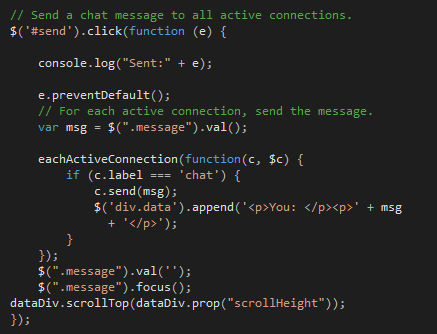 // Send a chat message to all active connections.
$('#send').click(function (e) {
console.log("Sent:" + e);
e.preventDefault();
// For each active connection, send the message.
var msg = $(".message").val();
eachActiveConnection(function(c, $c) {
if (c.label === 'chat') {
c.send(msg);
$('div.data').append('<p>You: </p><p>' + msg
+ '</p>');
}
});
$(".message").val('');
$(".message").focus();
dataDiv.scrollTop(dataDiv.prop("scrollHeight"));
});